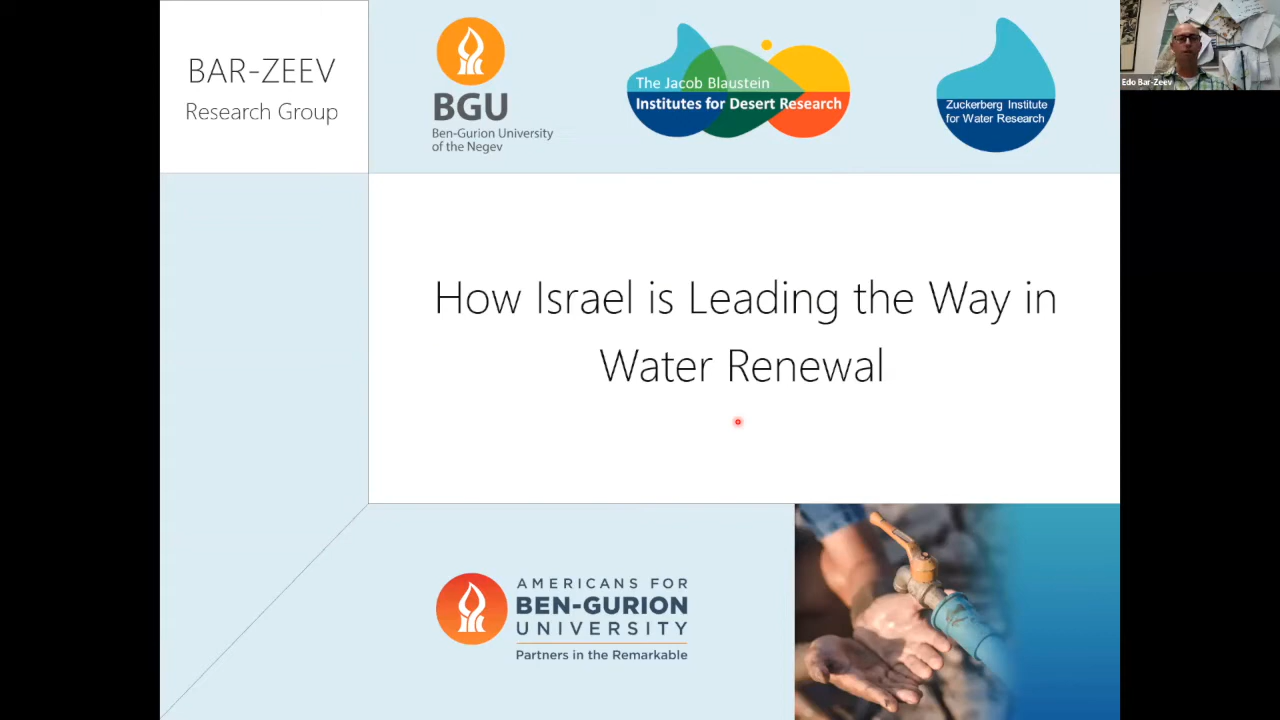 BAR-ZEEV
Research Group
BGU
Ben-Gurion University
of the Negev
The Jacob Blaustein
Institutes for Desert Research
Zuckerberg Institute
for Water Research
Edo Bar-Zeev
How Israel is Leading the Way in
Water Renewal
AMERICANS FOR
BEN-GURION
UNIVERSITY
Partners in the Remarkable